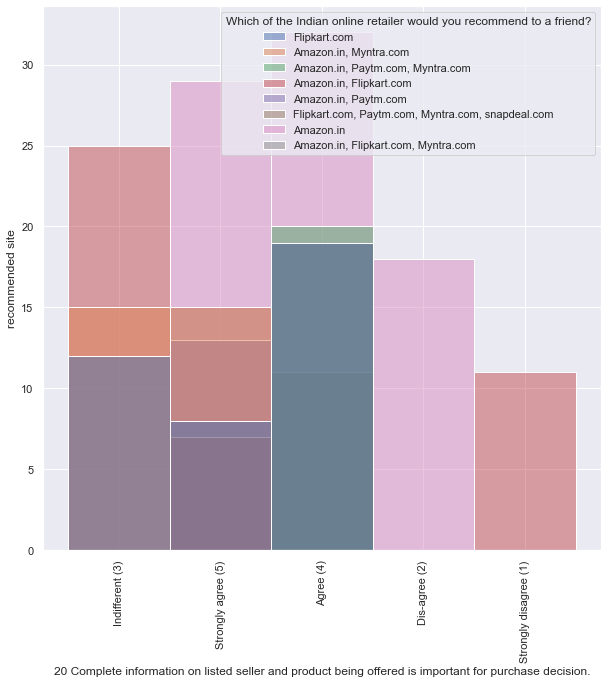 Which of the Indian online retailer would you recommend to a friend?
Flipkart.com
Amazon.in, Myntra.com
Amazon.in, Paytm.com, Myntra.com
Amazon.in, Flipkart.com
Amazon.in, Paytm.com
Flipkart.com, Paytm.com, Myntra.com, snapdeal.com
Amazon.in
Amazon.in, Flipkart.com, Myntra.com
recommended site
30
25
20
15
10
5
0
Indifferent (3)
Strongly agree (5)
Agree (4)
Dis-agree (2)
Strongly disagree (1)
20 Complete information on listed seller and product being offered is important for purchase decision.